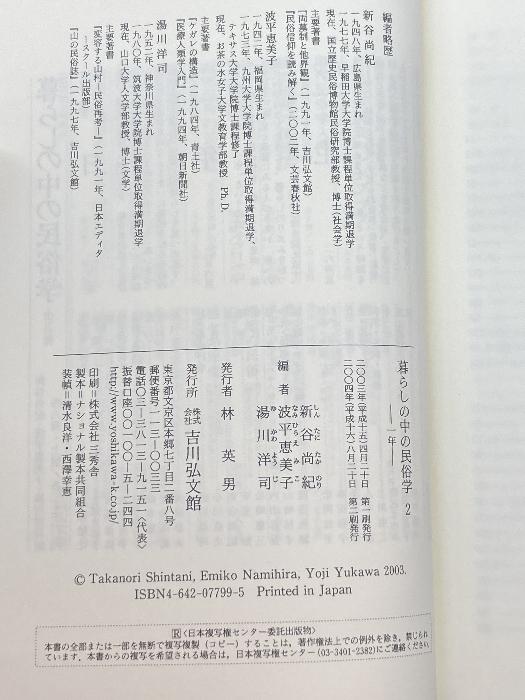 編者略歴
新谷尚紀
一九四八年、広島県生まれ
一九七七年、早稲田大学大学院博士課程単位取得満期退学
現在、国立歴史民俗博物館民俗研究部教授、博士(社会学)
主要著書
『両墓制と他界観』(一九九一年、吉川弘文館)
『民俗信仰を読み解く』(二〇〇二年、文芸春秋社)
波平恵美子
一九四二年、福岡県生まれ
一九七三年、九州大学大学院博士課程単位取得満期退学、
テキサス大学大学院博士課程修了 Ph. D.
現在、お茶の水女子大学文教育学部教授
主要著書
『ケガレの構造』(一九八四年、青土社)
『医療人類学入門』(一九九四年、朝日新聞社)
湯川洋司
一九五二年、神奈川県生まれ
一九八〇年、筑波大学大学院博士課程単位取得満期退学
現在、山口大学人文学部教授、博士(文学)
主要著書
『変容する山村―民俗再考―』(一九九一年、日本エディタ
ースクール出版部)
『山の民俗誌』(一九九七年、吉川弘文館)
暮らしの中の民俗学 2
―一年―
二〇〇三年(平成十五)四月二十日 第一刷発行
二〇〇四年(平成十六)八月二十日 第二刷発行
編者
新谷尚紀
しんたにたかのり
波平恵美子
なみひらえみこ
湯川洋司
ゆかわようじ
発行者 林英男
発行所 株式会社 吉川弘文館
東京都文京区本郷七丁目二番八号
郵便番号一一三―〇〇三三
電話〇三―三八一三―九一五一〈代表〉
振替口座〇〇一〇〇―五―二四四
http://www.yoshikawa-k.co.jp/
印刷=株式会社三秀舎
製本=ナショナル製本協同組合
装幀=清水良洋・西澤幸恵
© Takanori Shintani, Emiko Namihira, Yoji Yukawa 2003.
ISBN4-642-07799-5 Printed in Japan
R〈日本複写権センター委託出版物〉
本書の全部または一部を無断で複写複製(コピー)することは、著作権法上での例外を除き、禁じられ
ています。本書からの複写を希望される場合は、日本複写権センター(03-3401-2382)にご連絡ください。